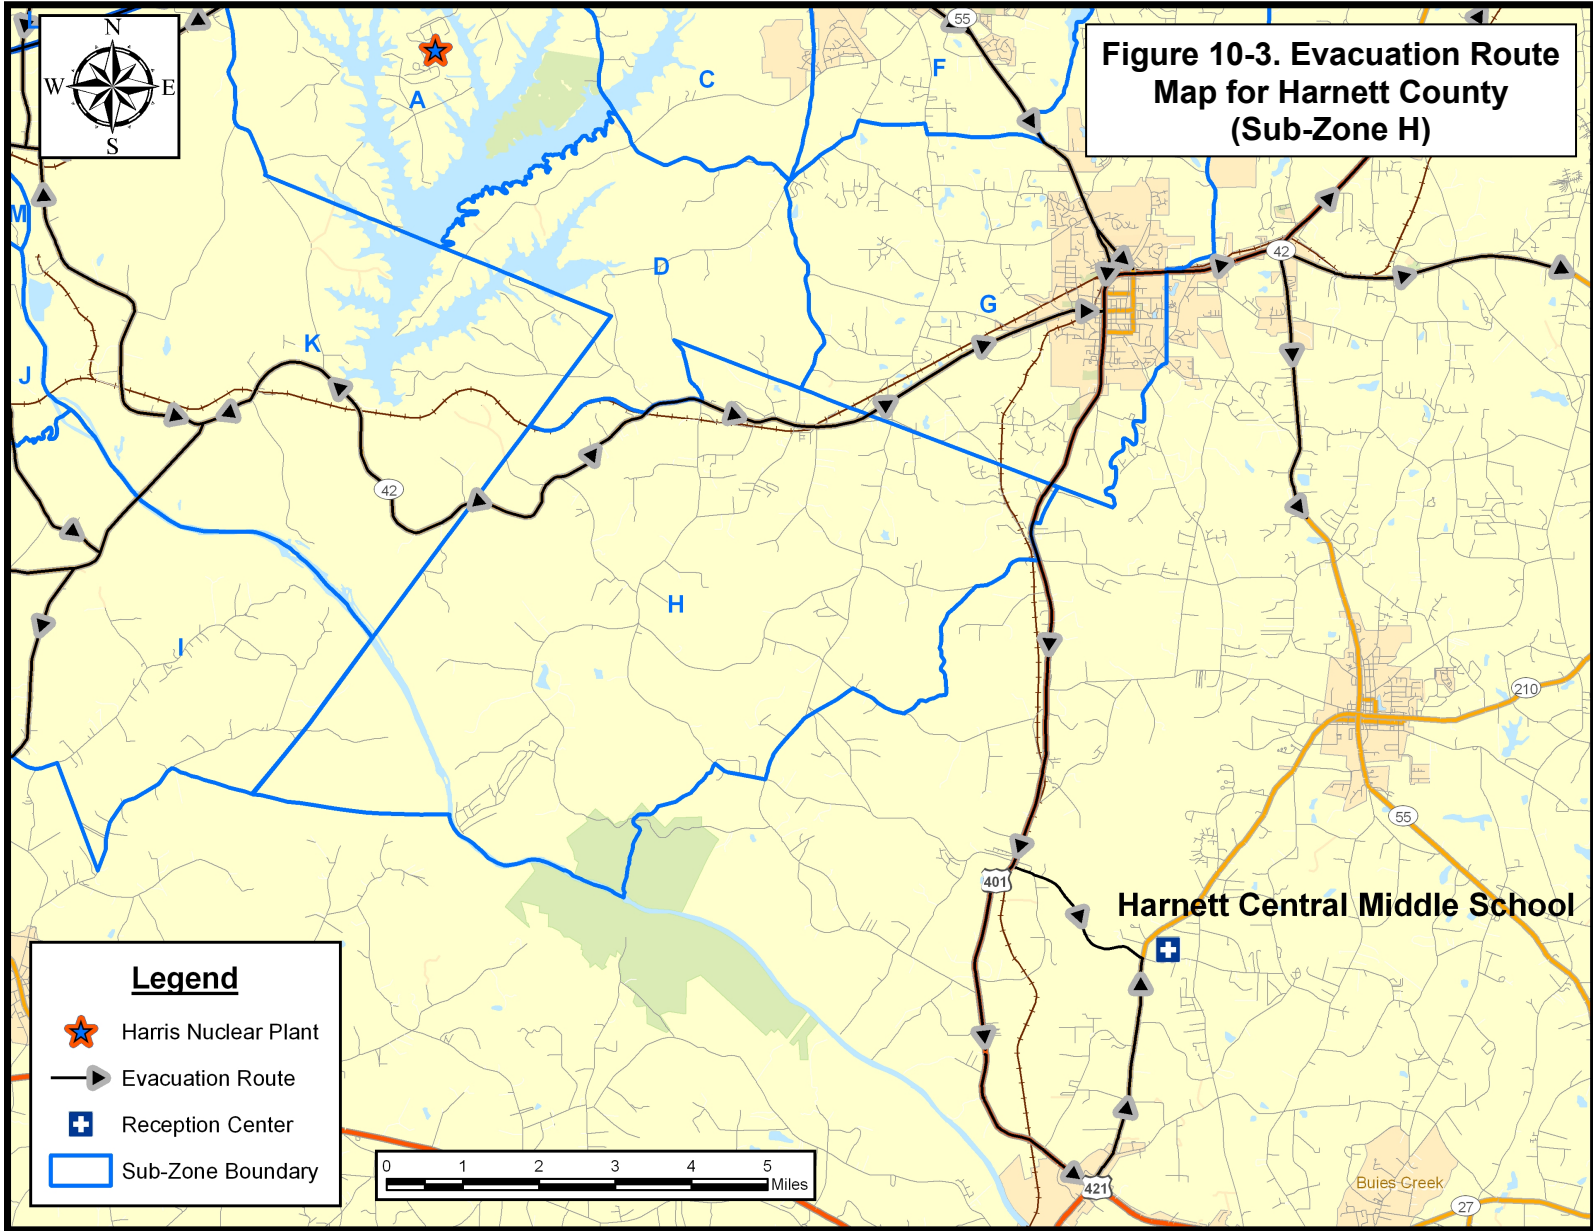 Figure 10-3. Evacuation Route
Map for Harnett County
(Sub-Zone H)
N
W E
S
L
55
A
C
F
M
D
42
G
K
J
42
H
I
210
55
401
Harnett Central Middle School
Legend
Harris Nuclear Plant
Evacuation Route
Reception Center
Sub-Zone Boundary
0 1 2 3 4 5
Miles
421
Buies Creek
27